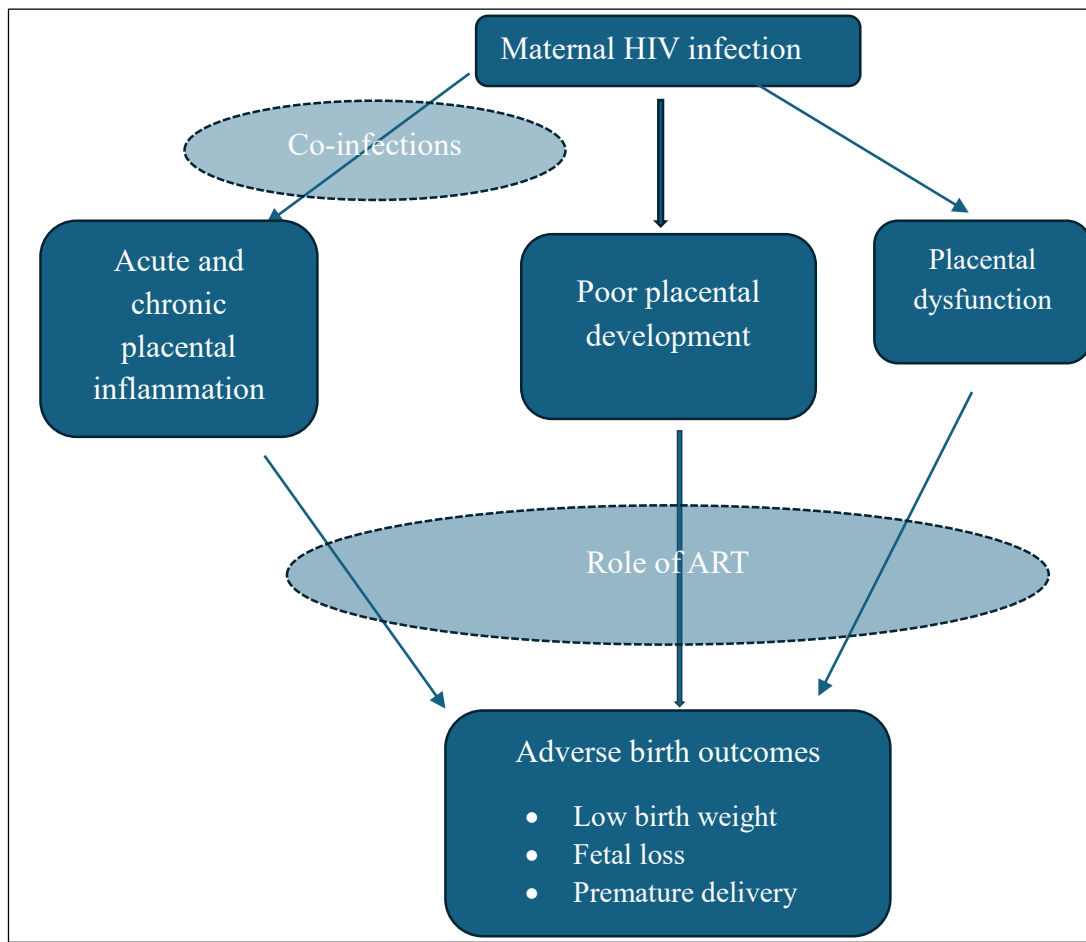 Maternal HIV infection
Co-infections
Acute and
chronic
placental
inflammation
Poor placental
development
Placental
dysfunction
Role of ART
Adverse birth outcomes
• Low birth weight
• Fetal loss
• Premature delivery